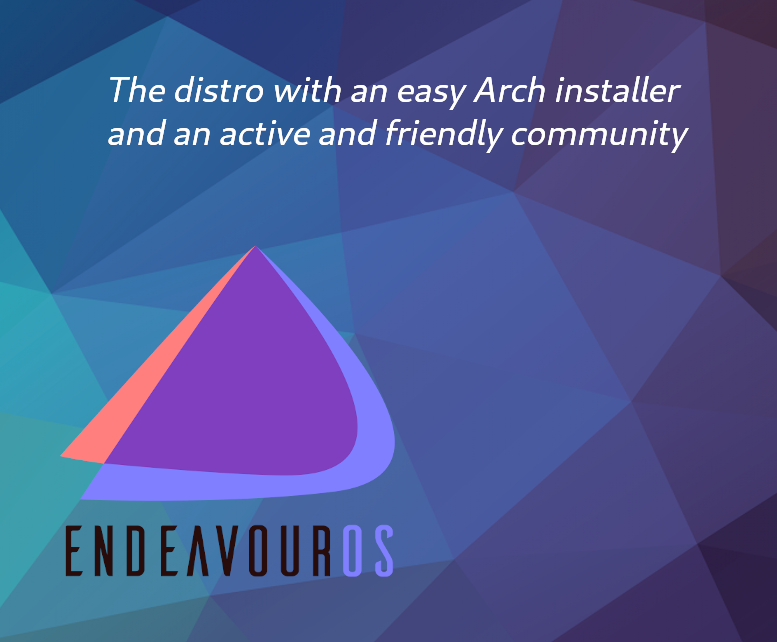 The distro with an easy Arch installer
and an active and friendly community
ENDEAVOUROS